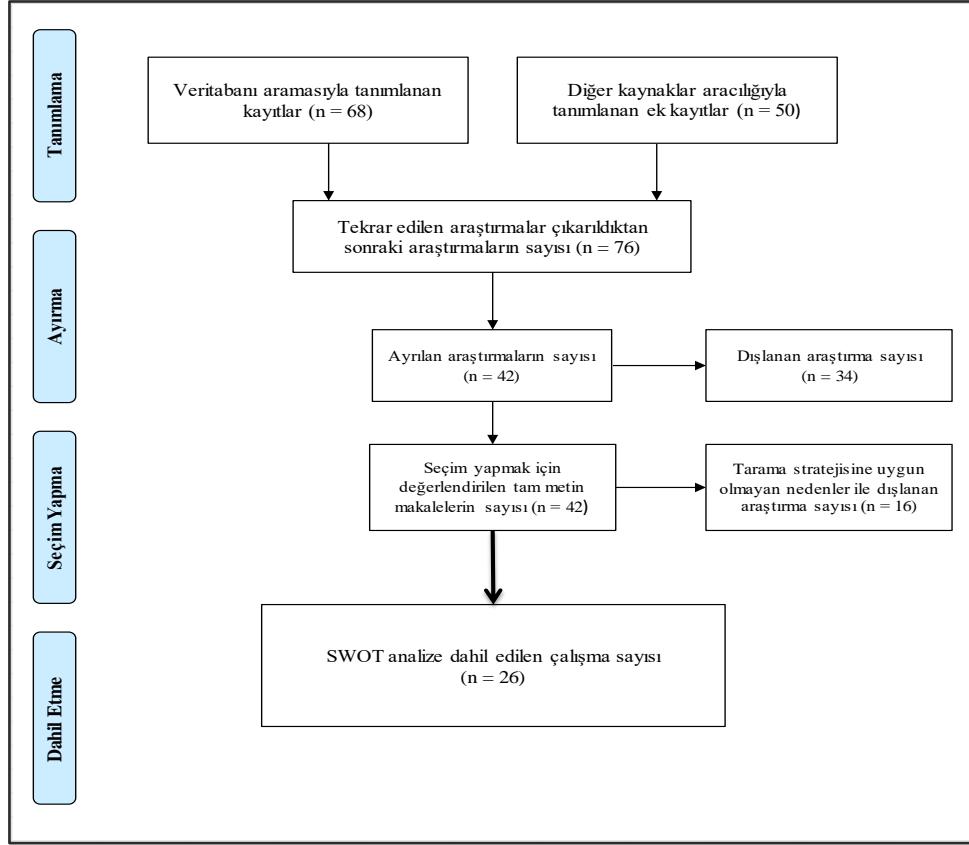 Tanımlama
Veritabanı aramasıyla tanımlanan
kayıtlar (n = 68)
Diğer kaynaklar aracılığıyla
tanımlanan ek kayıtlar (n = 50)
Tekrar edilen araştırmalar çıkarıldıktan
sonraki araştırmaların sayısı (n = 76)
Ayırma
Ayrılan araştırmaların sayısı
(n = 42)
Dışlanan araştırma sayısı
(n = 34)
Seçim Yapma
Seçim yapmak için
değerlendirilen tam metin
makalelerin sayısı (n = 42)
Tarama stratejisine uygun
olmayan nedenler ile dışlanan
araştırma sayısı (n = 16)
Dahil Etme
SWOT analize dahil edilen çalışma sayısı
(n = 26)